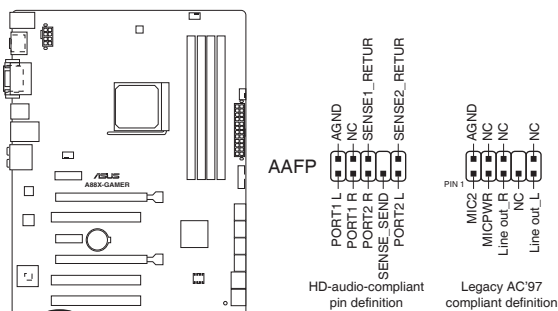 ASUS
A88X-GAMER
AAFP
AGND
NC
SENSE1_RETUR
SENSE2_RETUR
PORT1 L
PORT1 R
PORT2 R
SENSE_SEND
PORT2 L
HD-audio-compliant
pin definition
AGND
NC
NC
NC
PIN 1
MIC2
MICPWR
Line out_R
NC
Line out_L
Legacy AC'97
compliant definition